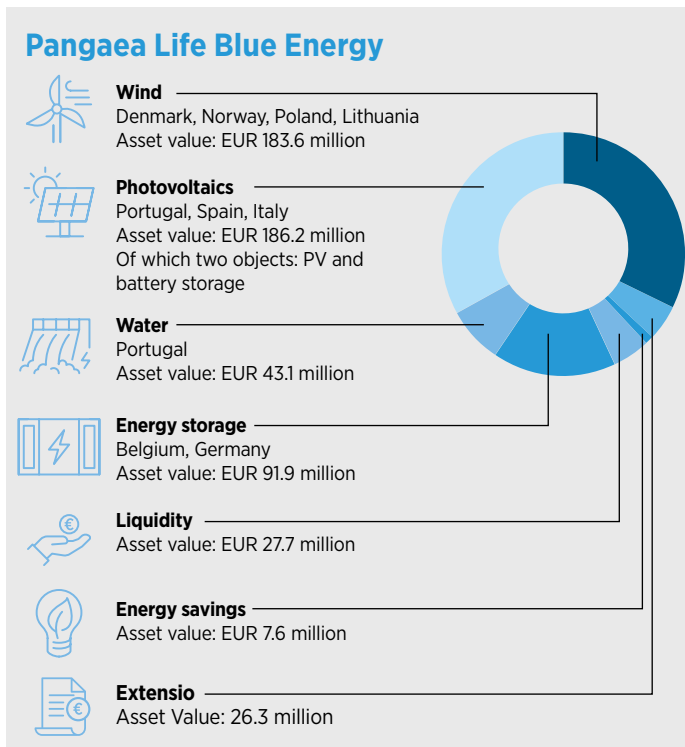 Pangaea Life Blue Energy
Wind
Denmark, Norway, Poland, Lithuania
Asset value: EUR 183.6 million
Photovoltaics
Portugal, Spain, Italy
Asset value: EUR 186.2 million
Of which two objects: PV and
battery storage
Water
Portugal
Asset value: EUR 43.1 million
Energy storage
Belgium, Germany
Asset value: EUR 91.9 million
Liquidity
€
Asset value: EUR 27.7 million
Energy savings
Asset value: EUR 7.6 million
Extensio
€
Asset Value: 26.3 million